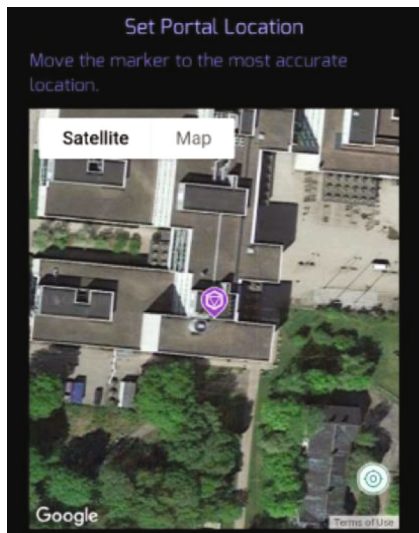 Set Portal Location
Move the marker to the most accurate
location.
Satellite Map
Google
Terms of Use